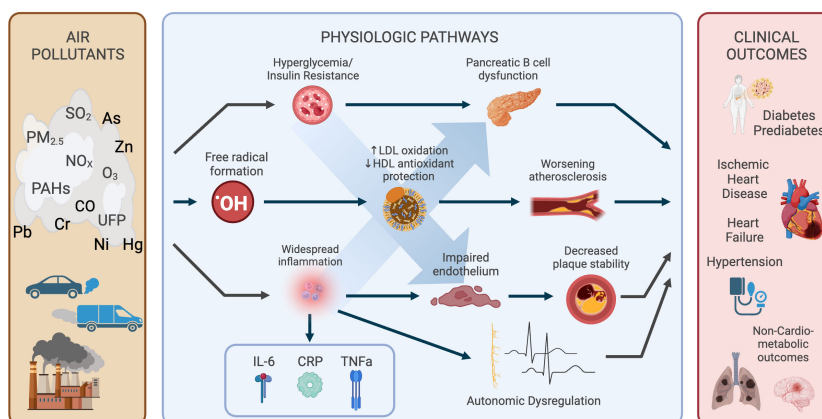 AIR
POLLUTANTS
SO₂
As
PM₂.₅
Zn
NOₓ
O₃
PAHs
CO
UFP
Cr
Pb
Ni
Hg
PHYSIOLOGIC PATHWAYS
Hyperglycemia/
Insulin Resistance
Pancreatic B cell
dysfunction
Free radical
formation
•OH
↑LDL oxidation
↓HDL antioxidant
protection
Worsening
atherosclerosis
Widespread
inflammation
Impaired
endothelium
Decreased
plaque stability
IL-6
CRP
TNFa
Autonomic Dysregulation
CLINICAL
OUTCOMES
Diabetes
Prediabetes
Ischemic
Heart
Disease
Heart
Failure
Hypertension
Non-Cardio-
metabolic
outcomes